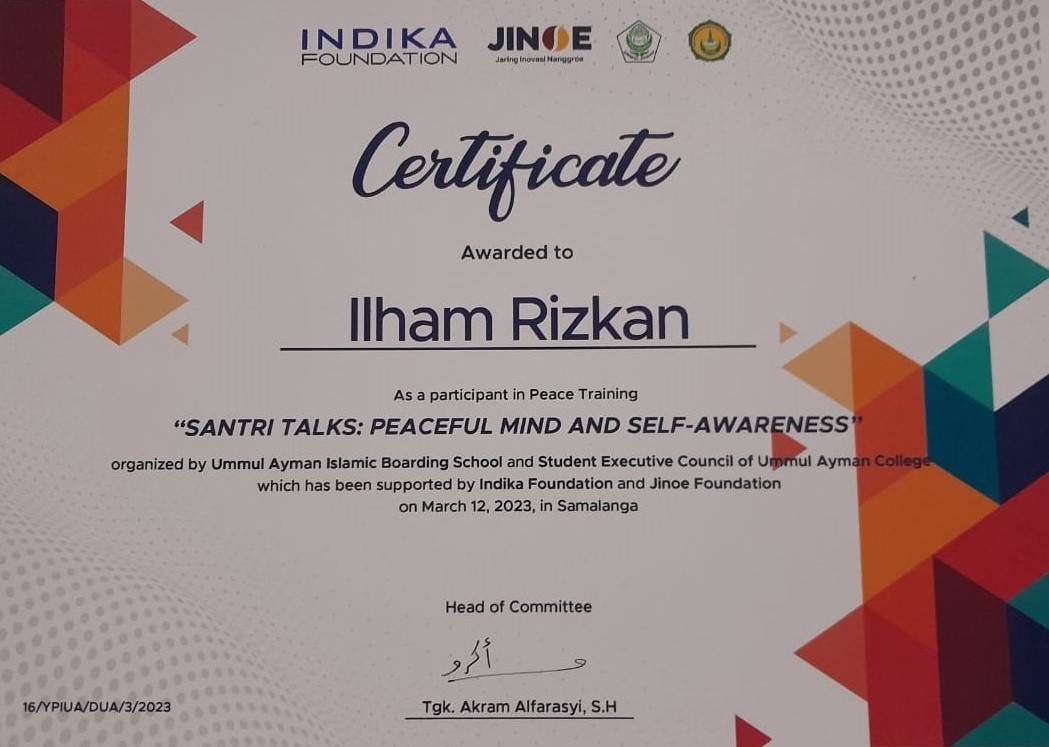 INDIKA
FOUNDATION
JINOE
Jaring Inovasi Nanggroe
Certificate
Awarded to
Ilham Rizkan
As a participant in Peace Training
“SANTRI TALKS: PEACEFUL MIND AND SELF-AWARENESS”
organized by Ummul Ayman Islamic Boarding School and Student Executive Council of Ummul Ayman College
which has been supported by Indika Foundation and Jinoe Foundation
on March 12, 2023, in Samalanga
Head of Committee
Tgk. Akram Alfarasyi, S.H
16/YPIUA/DUA/3/2023